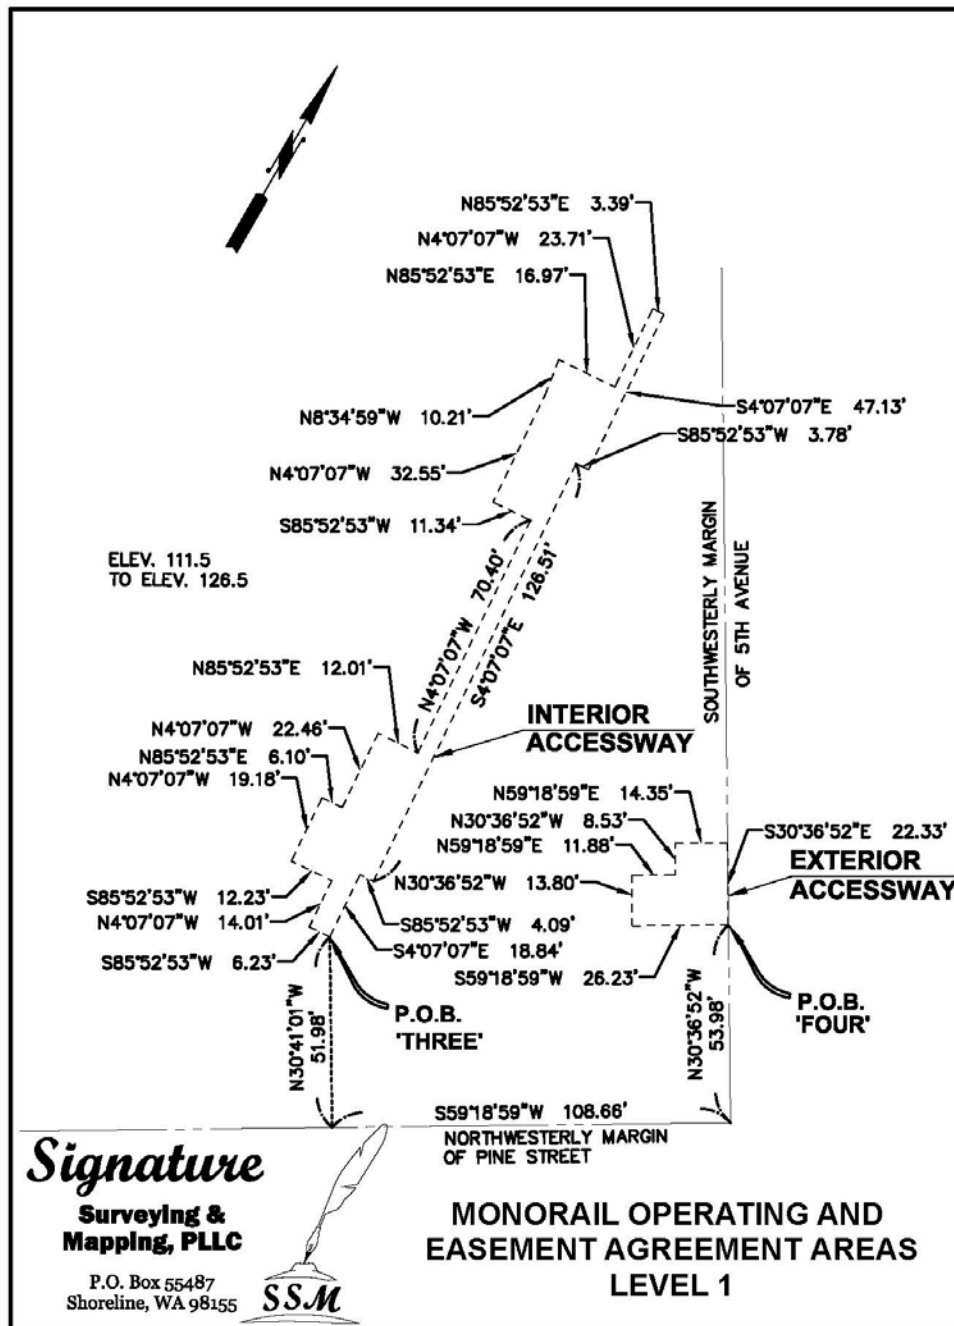 N85°52'53"E 3.39'
N4°07'07"W 23.71'
N85°52'53"E 16.97'
N8°34'59"W 10.21'
S4°07'07"E 47.13'
S85°52'53"W 3.78'
N4°07'07"W 32.55'
S85°52'53"W 11.34'
ELEV. 111.5
TO ELEV. 126.5
N4°07'07"W 70.40'
S4°07'07"E 126.51'
SOUTHWESTERLY MARGIN
OF 5TH AVENUE
N85°52'53"E 12.01'
INTERIOR
ACCESSWAY
N4°07'07"W 22.46'
N85°52'53"E 6.10'
N4°07'07"W 19.18'
N59°18'59"E 14.35'
N30°36'52"W 8.53'
N59°18'59"E 11.88'
S30°36'52"E 22.33'
EXTERIOR
ACCESSWAY
N30°36'52"W 13.80'
S85°52'53"W 12.23'
N4°07'07"W 14.01'
S85°52'53"W 6.23'
S85°52'53"W 4.09'
S4°07'07"E 18.84'
S59°18'59"W 26.23'
P.O.B.
'THREE'
P.O.B.
'FOUR'
N30°41'01"W
51.98'
N30°36'52"W
53.98'
S59°18'59"W 108.66'
NORTHWESTERLY MARGIN
OF PINE STREET
Signature
Surveying &
Mapping, PLLC
P.O. Box 55487
Shoreline, WA 98155
SSM
MONORAIL OPERATING AND
EASEMENT AGREEMENT AREAS
LEVEL 1